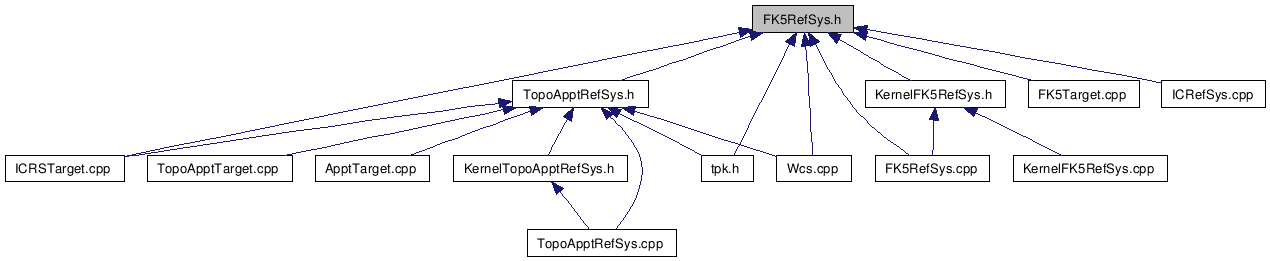 FK5RefSys.h
TopoApptRefSys.h
KernelFK5RefSys.h
FK5Target.cpp
ICRefSys.cpp
ICRSTarget.cpp
TopoApptTarget.cpp
ApptTarget.cpp
KernelTopoApptRefSys.h
tpk.h
Wcs.cpp
FK5RefSys.cpp
KernelFK5RefSys.cpp
TopoApptRefSys.cpp